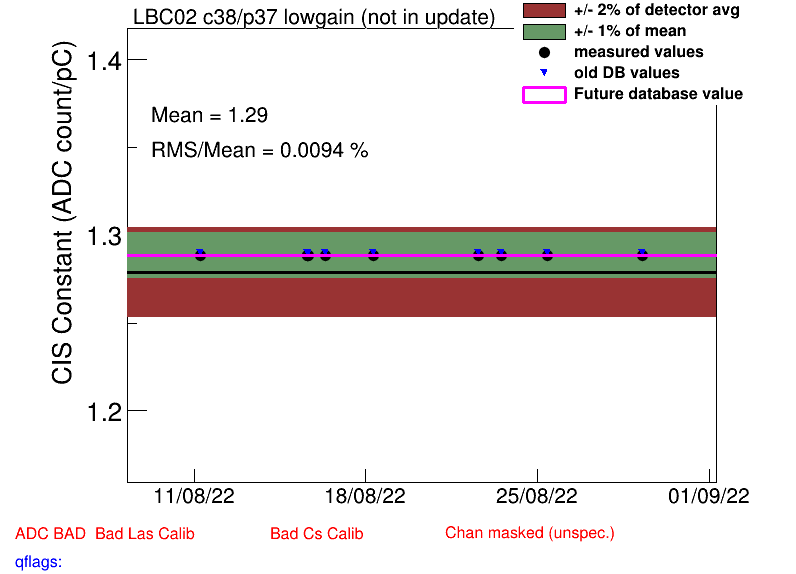 LBC02 c38/p37 lowgain (not in update)
+/- 2% of detector avg
+/- 1% of mean
measured values
old DB values
Future database value
Mean = 1.29
RMS/Mean = 0.0094 %
CIS Constant (ADC count/pC)
1.4
1.3
1.2
11/08/22 18/08/22 25/08/22 01/09/22
ADC BAD Bad Las Calib Bad Cs Calib Chan masked (unspec.)
qflags: